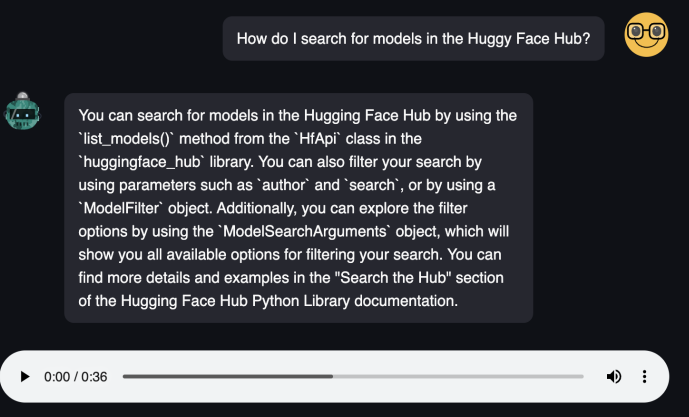 How do I search for models in the Huggy Face Hub?
You can search for models in the Hugging Face Hub by using the
`list_models()` method from the `HfApi` class in the
`huggingface_hub` library. You can also filter your search by
using parameters such as `author` and `search`, or by using a
`ModelFilter` object. Additionally, you can explore the filter
options by using the `ModelSearchArguments` object, which will
show you all available options for filtering your search. You can
find more details and examples in the "Search the Hub" section
of the Hugging Face Hub Python Library documentation.
0:00 / 0:36